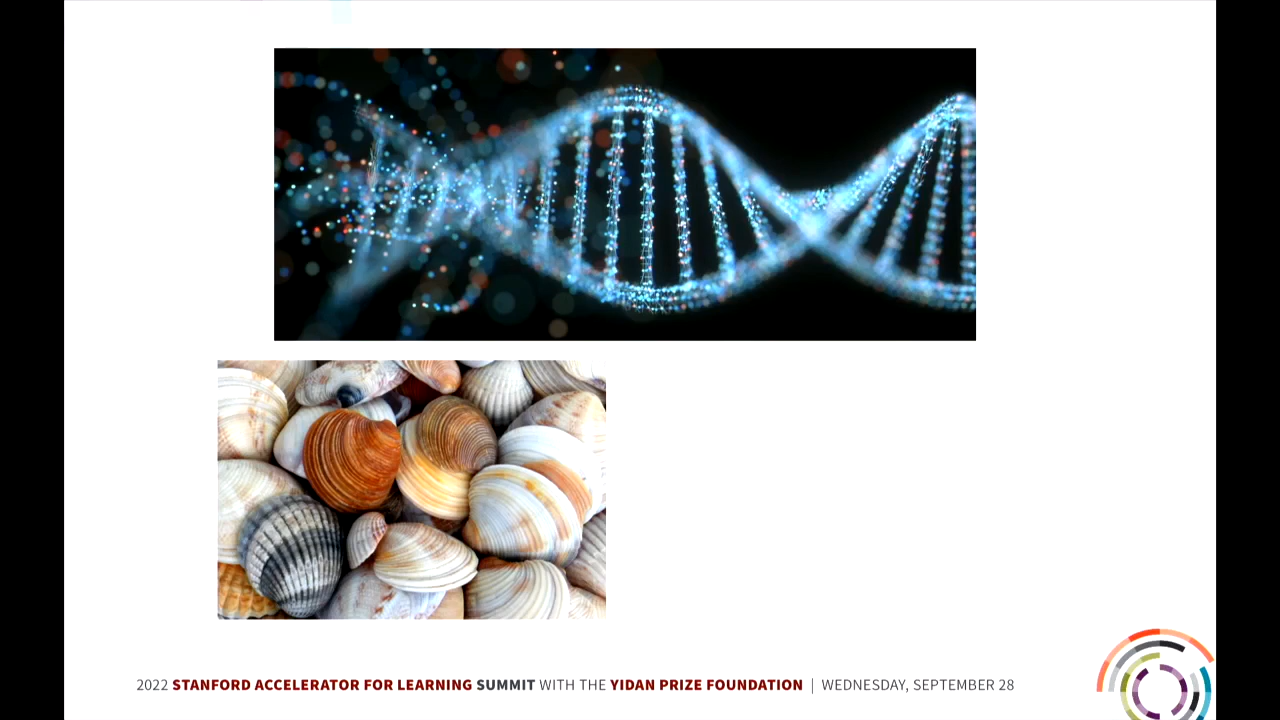 2022 STANFORD ACCELERATOR FOR LEARNING SUMMIT WITH THE YIDAN PRIZE FOUNDATION | WEDNESDAY, SEPTEMBER 28